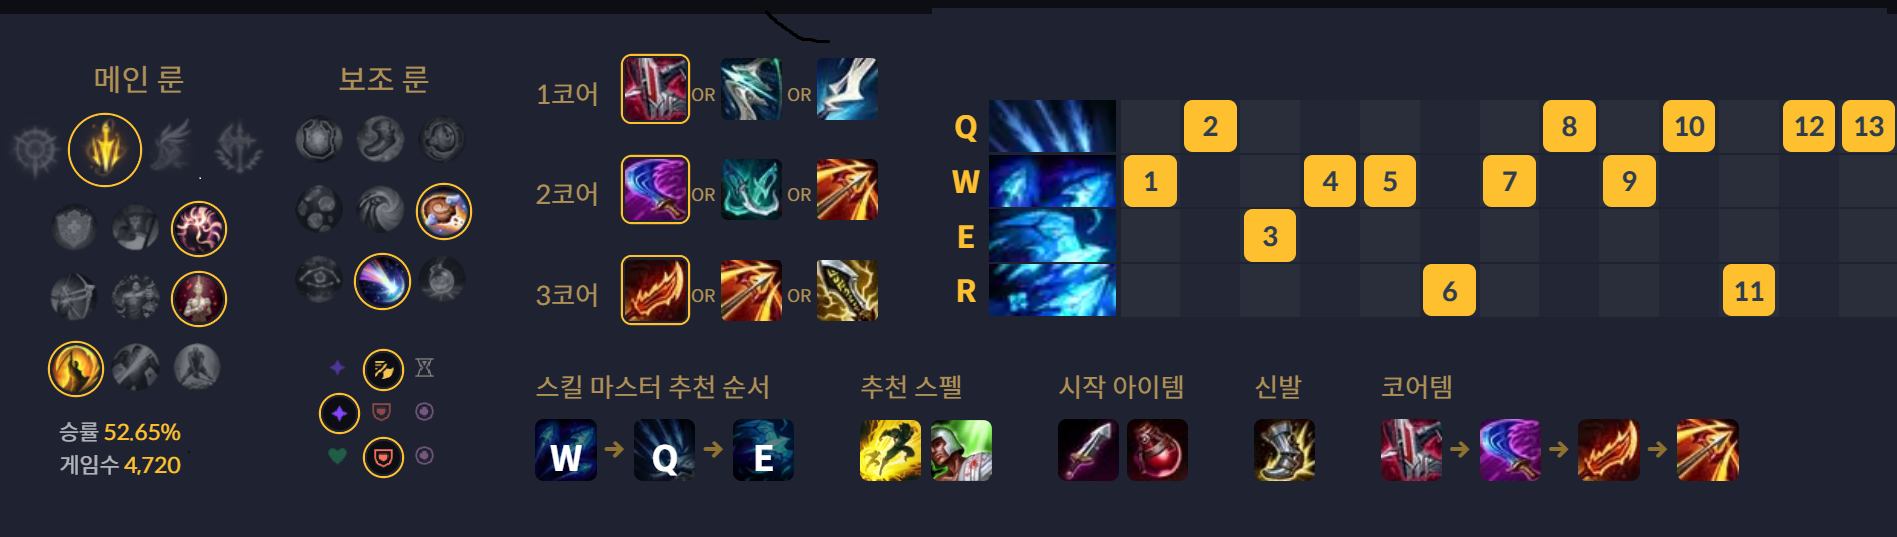 메인 룬
보조 룬
승률 52.65%
게임수 4,720
1코어 OR OR
2코어 OR OR
3코어 OR OR
Q 2 8 10 12 13
W 1 4 5 7 9
E 3
R 6 11
스킬 마스터 추천 순서
W → Q → E
추천 스펠
시작 아이템
신발
코어템